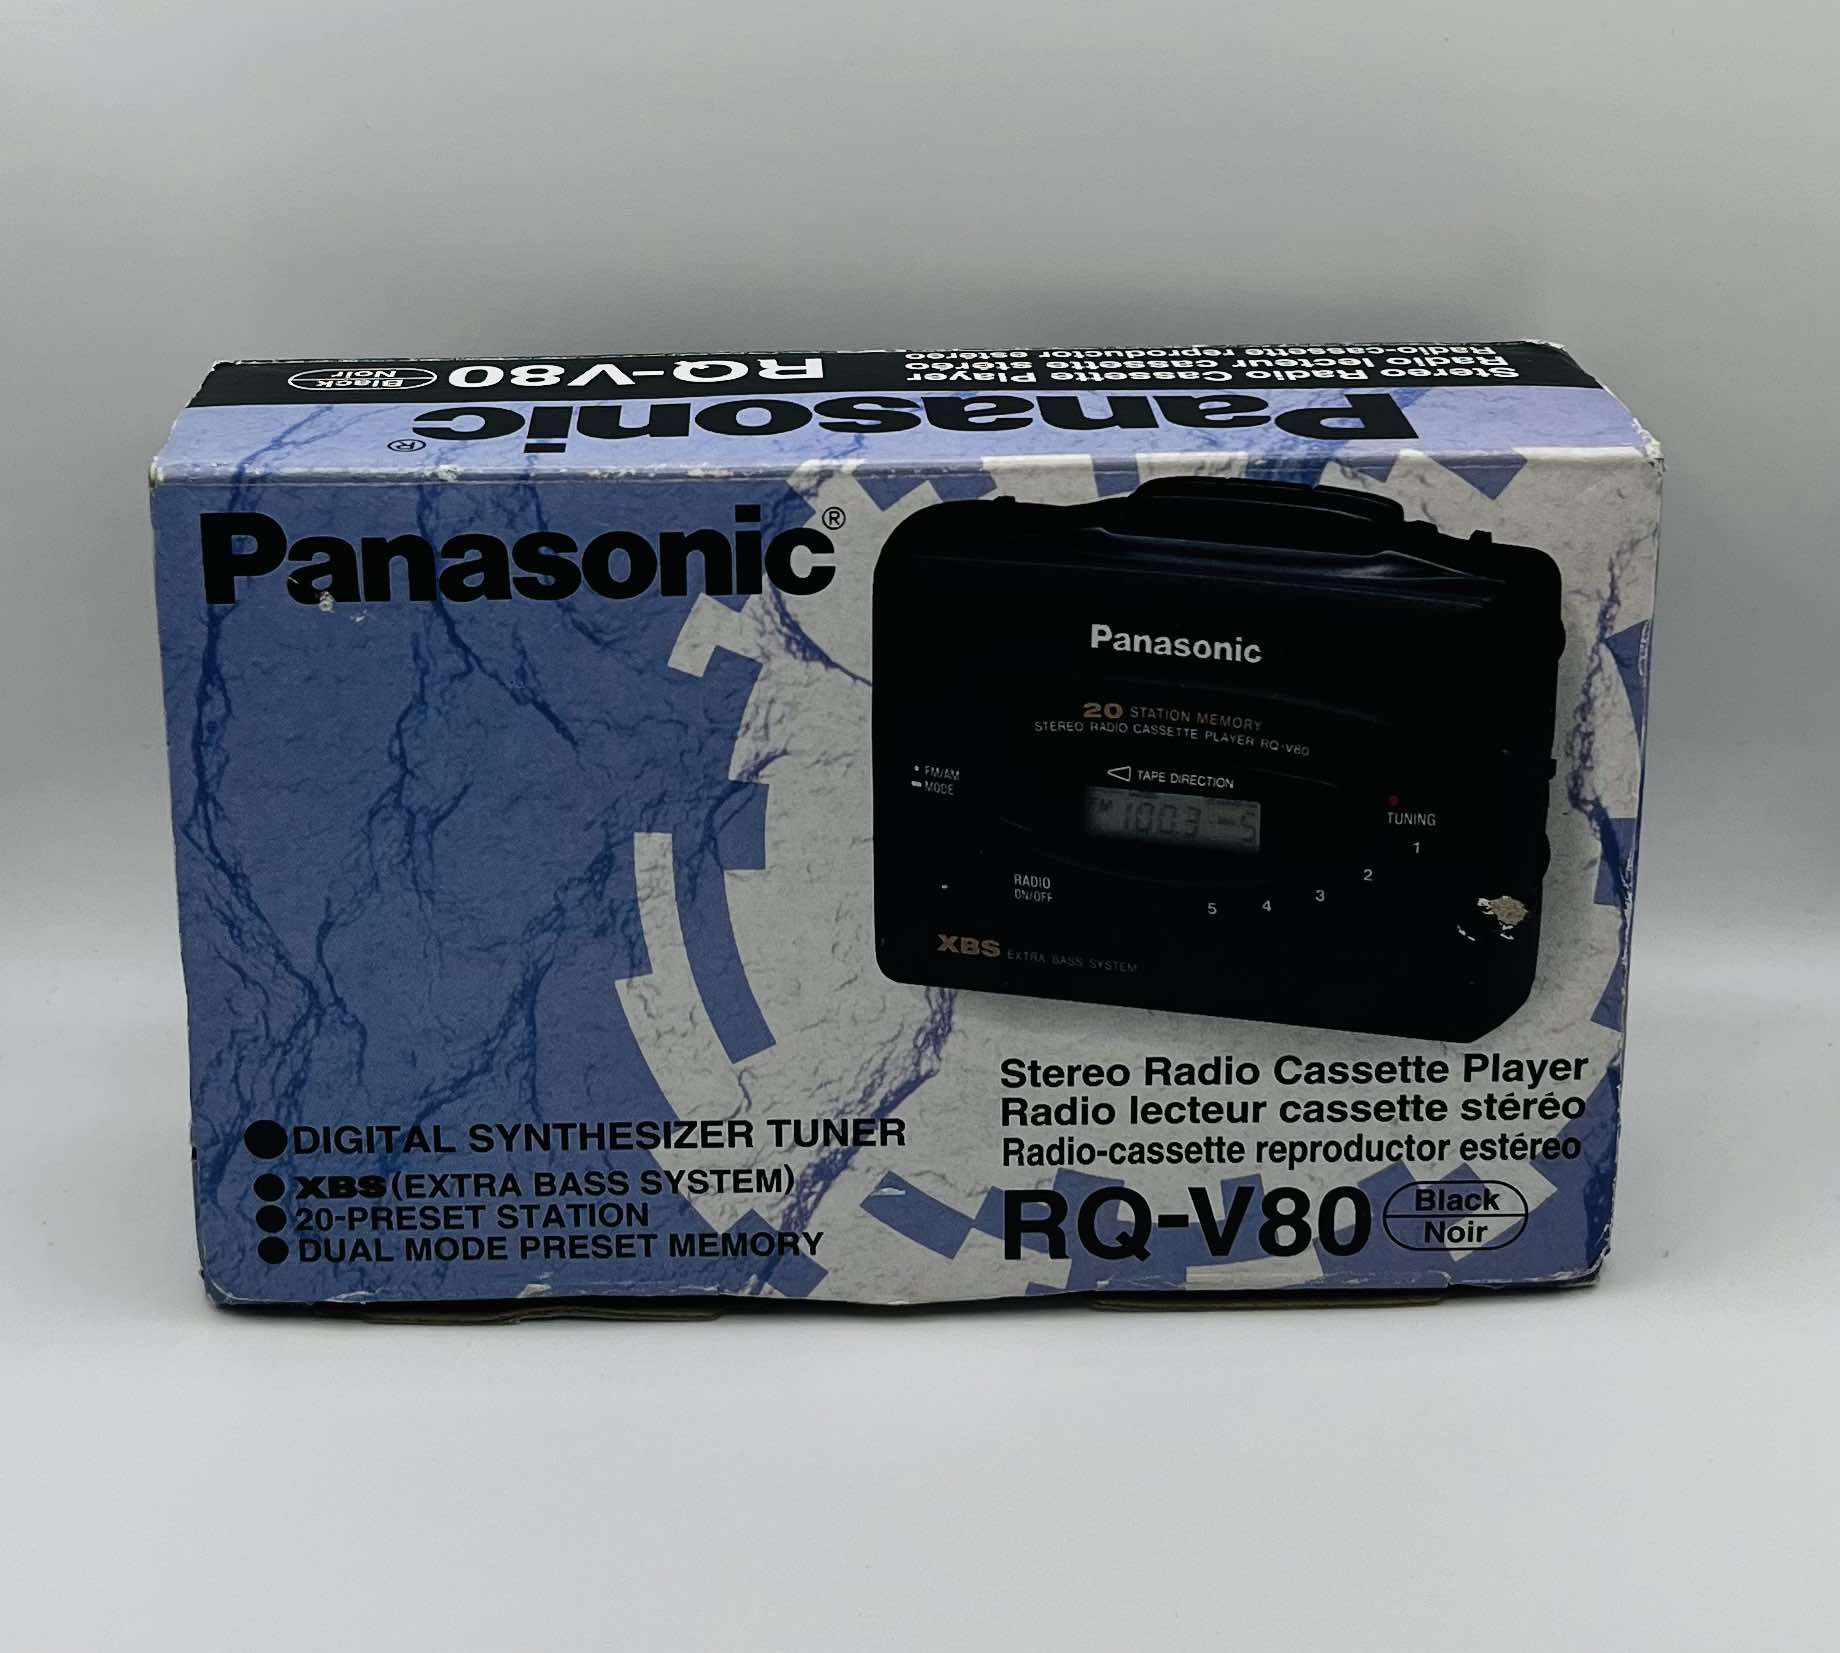 Stereo Radio Cassette Player
Radio lecteur cassette stéréo
Radio-cassette reproductor estéreo
RQ-V80
Black
Noir
Panasonic®
Panasonic®
Panasonic
20 STATION MEMORY
STEREO RADIO CASSETTE PLAYER RQ-V80
FM/AM
MODE
TAPE DIRECTION
FM 100.3 - 5
TUNING
1
2
3
4
5
RADIO
ON/OFF
XBS EXTRA BASS SYSTEM
●DIGITAL SYNTHESIZER TUNER
●XBS(EXTRA BASS SYSTEM)
●20-PRESET STATION
●DUAL MODE PRESET MEMORY
Stereo Radio Cassette Player
Radio lecteur cassette stéréo
Radio-cassette reproductor estéreo
RQ-V80
Black
Noir